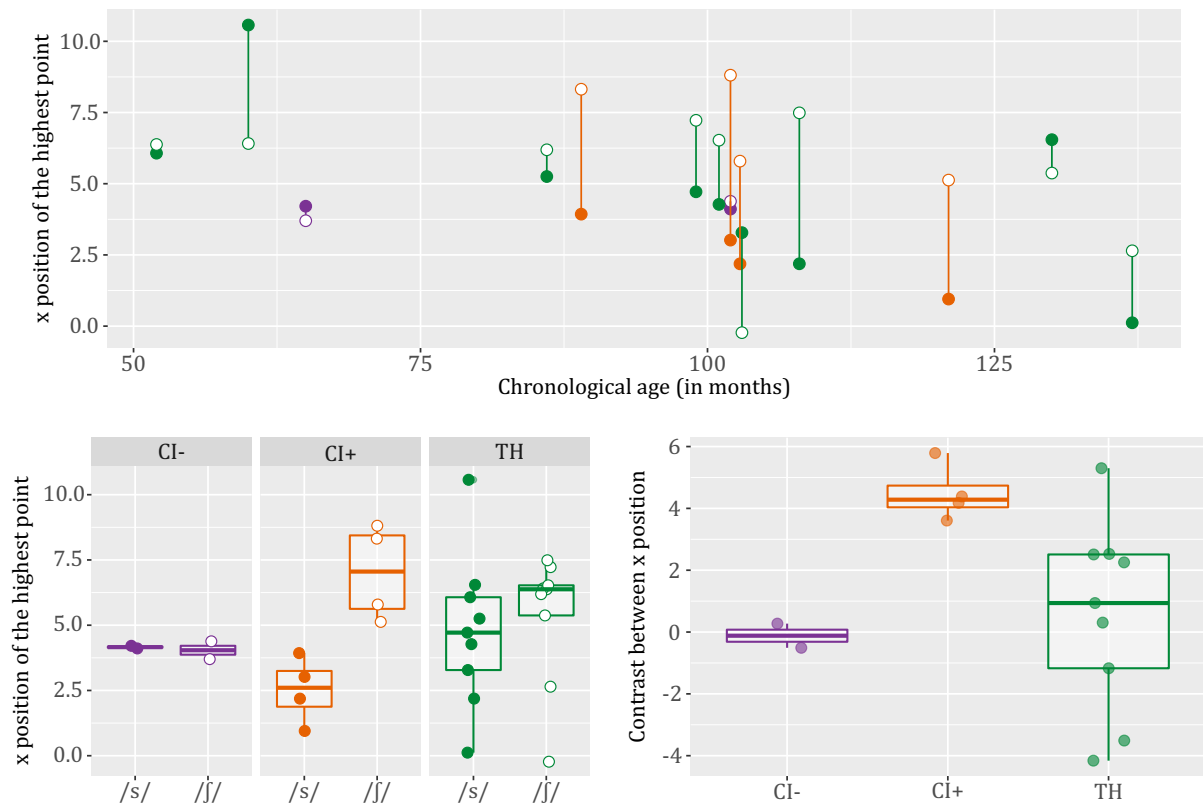 x position of the highest point
10.0
7.5
5.0
2.5
0.0
50 75 100 125
Chronological age (in months)
x position of the highest point
CI- CI+ TH
10.0
7.5
5.0
2.5
0.0
/s/ /ʃ/ /s/ /ʃ/ /s/ /ʃ/
Contrast between x position
6
4
2
0
-2
-4
CI- CI+ TH